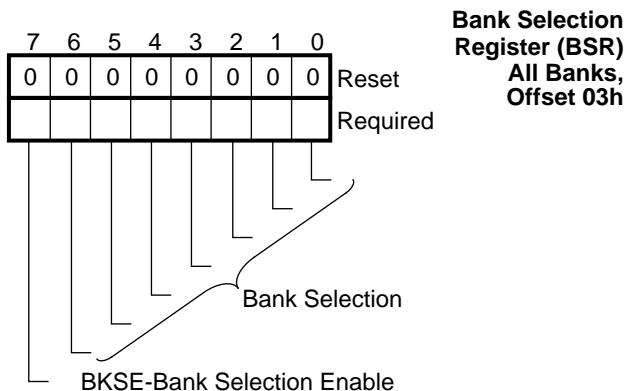 Bank Selection
Register (BSR)
All Banks,
Offset 03h
7 6 5 4 3 2 1 0
0 0 0 0 0 0 0 0 Reset
Required
Bank Selection
BKSE-Bank Selection Enable